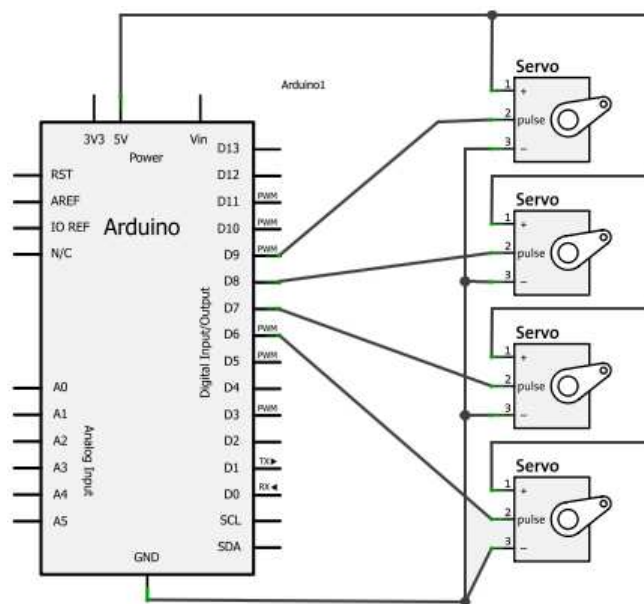 Arduino1
3V3 5V Vin
Power
Arduino
RST
AREF
IO REF
N/C
A0
A1
A2
A3
A4
A5
Analog Input
D13
D12
D11 PWM
D10 PWM
D9 PWM
D8
D7
D6 PWM
D5 PWM
D4
D3 PWM
D2
D1 TX▶
D0 RX◀
SCL
SDA
Digital Input/Output
GND
Servo
1 +
2 pulse
3 −
Servo
1 +
2 pulse
3 −
Servo
1 +
2 pulse
3 −
Servo
1 +
2 pulse
3 −